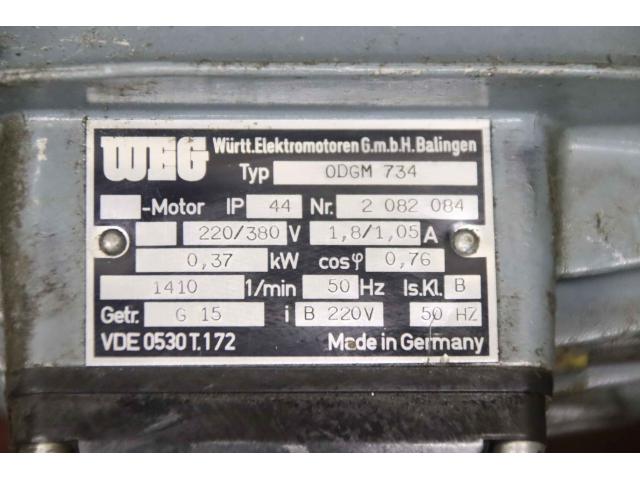 WEG Württ.Elektromotoren G.m.b.H. Balingen
Typ ODGM 734
-Motor IP 44 Nr. 2 082 084
220/380 V 1,8/1,05 A
0,37 kW cosφ 0,76
1410 1/min 50 Hz Is.Kl. B
Getr. G 15 i B 220V 50 HZ
VDE 0530 T.1 72 Made in Germany